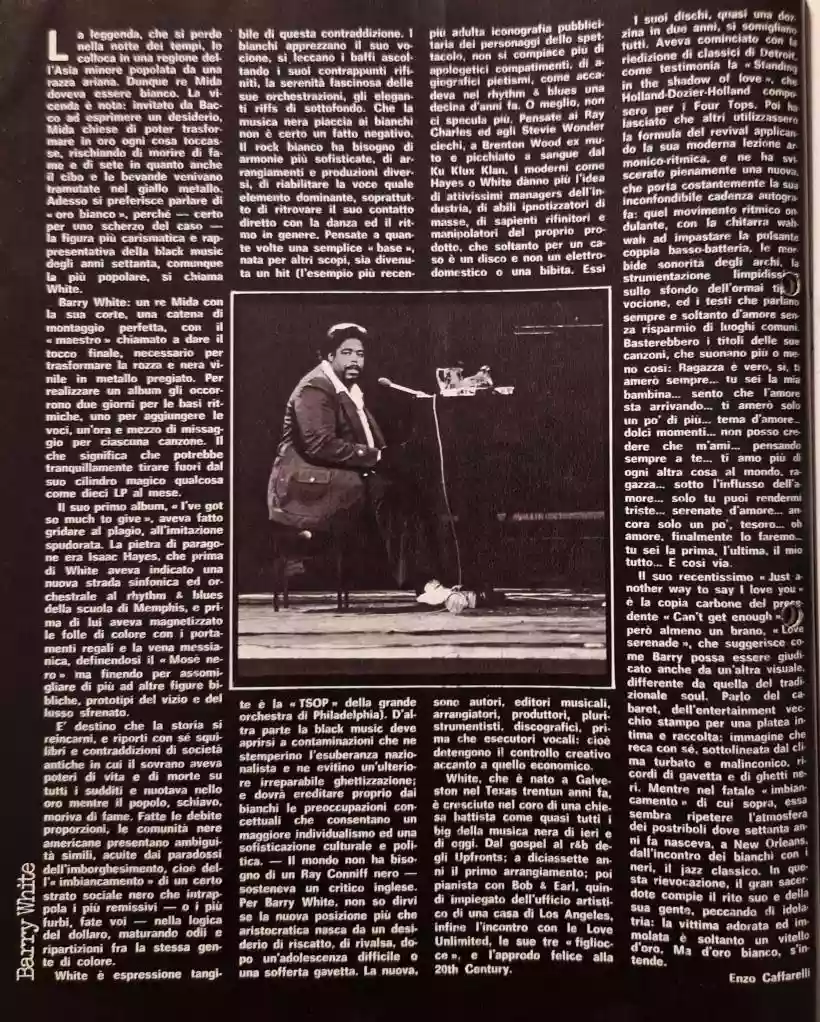 La leggenda, che si perde
nella notte dei tempi, lo
colloca in una regione del-
l'Asia minore popolata da una
razza ariana. Dunque re Mida
doveva essere bianco. La vi-
cenda è nota: invitato da Bac-
co ad esprimere un desiderio,
Mida chiese di poter trasfor-
mare in oro ogni cosa toccas-
se, rischiando di morire di fa-
me e di sete in quanto anche
il cibo e le bevande venivano
tramutate nel giallo metallo.
Adesso si preferisce parlare di
« oro bianco », perché — certo
per uno scherzo del caso —
la figura più carismatica e rap-
presentativa della black music
degli anni settanta, comunque
la più popolare, si chiama
White.
Barry White: un re Mida con
la sua corte, una catena di
montaggio perfetta, con il
« maestro » chiamato a dare il
tocco finale, necessario per
trasformare la rozza e nera vi-
nile in metallo pregiato. Per
realizzare un album gli occor-
rono due giorni per le basi rit-
miche, uno per aggiungere le
voci, un'ora e mezzo di missag-
gio per ciascuna canzone. Il
che significa che potrebbe
tranquillamente tirare fuori dal
suo cilindro magico qualcosa
come dieci LP al mese.
Il suo primo album, « I've got
so much to give », aveva fatto
gridare al plagio, all'imitazione
spudorata. La pietra di parago-
ne era Isaac Hayes, che prima
di White aveva indicato una
nuova strada sinfonica ed or-
chestrale al rhythm & blues
della scuola di Memphis, e pri-
ma di lui aveva magnetizzato
le folle di colore con i porta-
menti regali e la vena messia-
nica, definendosi il « Mosè ne-
ro » ma finendo per assomi-
gliare di più ad altre figure bi-
bliche, prototipi del vizio e del
lusso sfrenato.
E' destino che la storia si
reincarni, e riporti con sé squi-
libri e contraddizioni di società
antiche in cui il sovrano aveva
poteri di vita e di morte su
tutti i sudditi e nuotava nello
oro mentre il popolo, schiavo,
moriva di fame. Fatte le debite
proporzioni, le comunità nere
americane presentano ambigui-
tà simili, acuite dai paradossi
dell'imborghesimento, cioè del-
l'« imbiancamento » di un certo
strato sociale nero che intrap-
pola i più remissivi — o i più
furbi, fate voi — nella logica
del dollaro, maturando odii e
ripartizioni fra la stessa gen-
te di colore.
White è espressione tangi-
bile di questa contraddizione. I
bianchi apprezzano il suo vo-
cione, si leccano i baffi ascol-
tando i suoi contrappunti rifi-
niti, la serenità fascinosa delle
sue orchestrazioni, gli elegan-
ti riffs di sottofondo. Che la
musica nera piaccia ai bianchi
non è certo un fatto negativo.
Il rock bianco ha bisogno di
armonie più sofisticate, di ar-
rangiamenti e produzioni diver-
si, di riabilitare la voce quale
elemento dominante, soprattut-
to di ritrovare il suo contatto
diretto con la danza ed il rit-
mo in genere. Pensate a quan-
te volte una semplice « base »,
nata per altri scopi, sia divenu-
ta un hit (l'esempio più recen-
te è la « TSOP » della grande
orchestra di Philadelphia). D'al-
tra parte la black music deve
aprirsi a contaminazioni che ne
stemperino l'esuberanza nazio-
nalista e ne evitino un'ulterio-
re irreparabile ghettizzazione;
e dovrà ereditare proprio dai
bianchi le preoccupazioni con-
cettuali che consentano un
maggiore individualismo ed una
sofisticazione culturale e poli-
tica. — Il mondo non ha biso-
gno di un Ray Conniff nero —
sosteneva un critico inglese.
Per Barry White, non so dirvi
se la nuova posizione più che
aristocratica nasca da un desi-
derio di riscatto, di rivalsa, do-
po un'adolescenza difficile o
una sofferta gavetta. La nuova,
più adulta iconografia pubblici-
taria dei personaggi dello spet-
tacolo, non si compiace più di
apologetici compatimenti, di a-
giografici pietismi, come acca-
deva nel rhythm & blues una
decina d'anni fa. O meglio, non
ci specula più. Pensate ai Ray
Charles ed agli Stevie Wonder
ciechi, a Brenton Wood ex mu-
to e picchiato a sangue dal
Ku Klux Klan. I moderni come
Hayes o White danno più l'idea
di attivissimi managers dell'in-
dustria, di abili ipnotizzatori di
masse, di sapienti rifinitori e
manipolatori del proprio pro-
dotto, che soltanto per un ca-
so è un disco e non un elettro-
domestico o una bibita. Essi
sono autori, editori musicali,
arrangiatori, produttori, pluri-
strumentisti, discografici, pri-
ma che esecutori vocali: cioè
detengono il controllo creativo
accanto a quello economico.
White, che è nato a Galve-
ston nel Texas trentun anni fa,
è cresciuto nel coro di una chie-
sa battista come quasi tutti i
big della musica nera di ieri e
di oggi. Dal gospel al r&b de-
gli Upfronts; a diciassette an-
ni il primo arrangiamento; poi
pianista con Bob & Earl, quin-
di impiegato dell'ufficio artisti-
co di una casa di Los Angeles,
infine l'incontro con le Love
Unlimited, le sue tre « figlioc-
ce », e l'approdo felice alla
20th Century.
I suoi dischi, quasi una doz-
zina in due anni, si somigliano
tutti. Aveva cominciato con la
riedizione di classici di Detroit,
come testimonia la « Standing
in the shadow of love », che
Holland-Dozier-Holland compo-
sero per i Four Tops. Poi ha
lasciato che altri utilizzassero
la formula del revival applican-
do la sua moderna lezione ar-
monico-ritmica, e ne ha svi-
scerato pienamente una nuova,
che porta costantemente la sua
inconfondibile cadenza autogra-
fa: quel movimento ritmico on-
dulante, con la chitarra wah-
wah ad impastare la pulsante
coppia basso-batteria, le mor-
bide sonorità degli archi, la
strumentazione limpidissi
sullo sfondo dell'ormai tip
vocione, ed i testi che parlano
sempre e soltanto d'amore sen-
za risparmio di luoghi comuni.
Basterebbero i titoli delle sue
canzoni, che suonano più o me-
no così: Ragazza è vero, sì, ti
amerò sempre... tu sei la mia
bambina... sento che l'amore
sta arrivando... ti amerò solo
un po' di più... tema d'amore...
dolci momenti... non posso cre-
dere che m'ami... pensando
sempre a te... ti amo più di
ogni altra cosa al mondo, ra-
gazza... sotto l'influsso dell'a-
more... solo tu puoi rendermi
triste... serenate d'amore... an-
cora solo un po', tesoro... oh
amore, finalmente lo faremo...
tu sei la prima, l'ultima, il mio
tutto... E così via.
Il suo recentissimo « Just a-
nother way to say I love you »
è la copia carbone del prece-
dente « Can't get enough »,
però almeno un brano, « Love
serenade », che suggerisce co-
me Barry possa essere giudi-
cato anche da un'altra visuale,
differente da quella del tradi-
zionale soul. Parlo del ca-
baret, dell'entertainment vec-
chio stampo per una platea in-
tima e raccolta: immagine che
reca con sé, sottolineata dal cli-
ma turbato e malinconico, ri-
cordi di gavetta e di ghetti ne-
ri. Mentre nel fatale « imbian-
camento » di cui sopra, essa
sembra ripetere l'atmosfera
dei postriboli dove settanta an-
ni fa nasceva, a New Orleans,
dall'incontro dei bianchi con i
neri, il jazz classico. In que-
sta rievocazione, il gran sacer-
dote compie il rito suo e della
sua gente, peccando di idola-
tria: la vittima adorata ed im-
molata è soltanto un vitello
d'oro. Ma d'oro bianco, s'in-
tende.
Enzo Caffarelli
Barry White